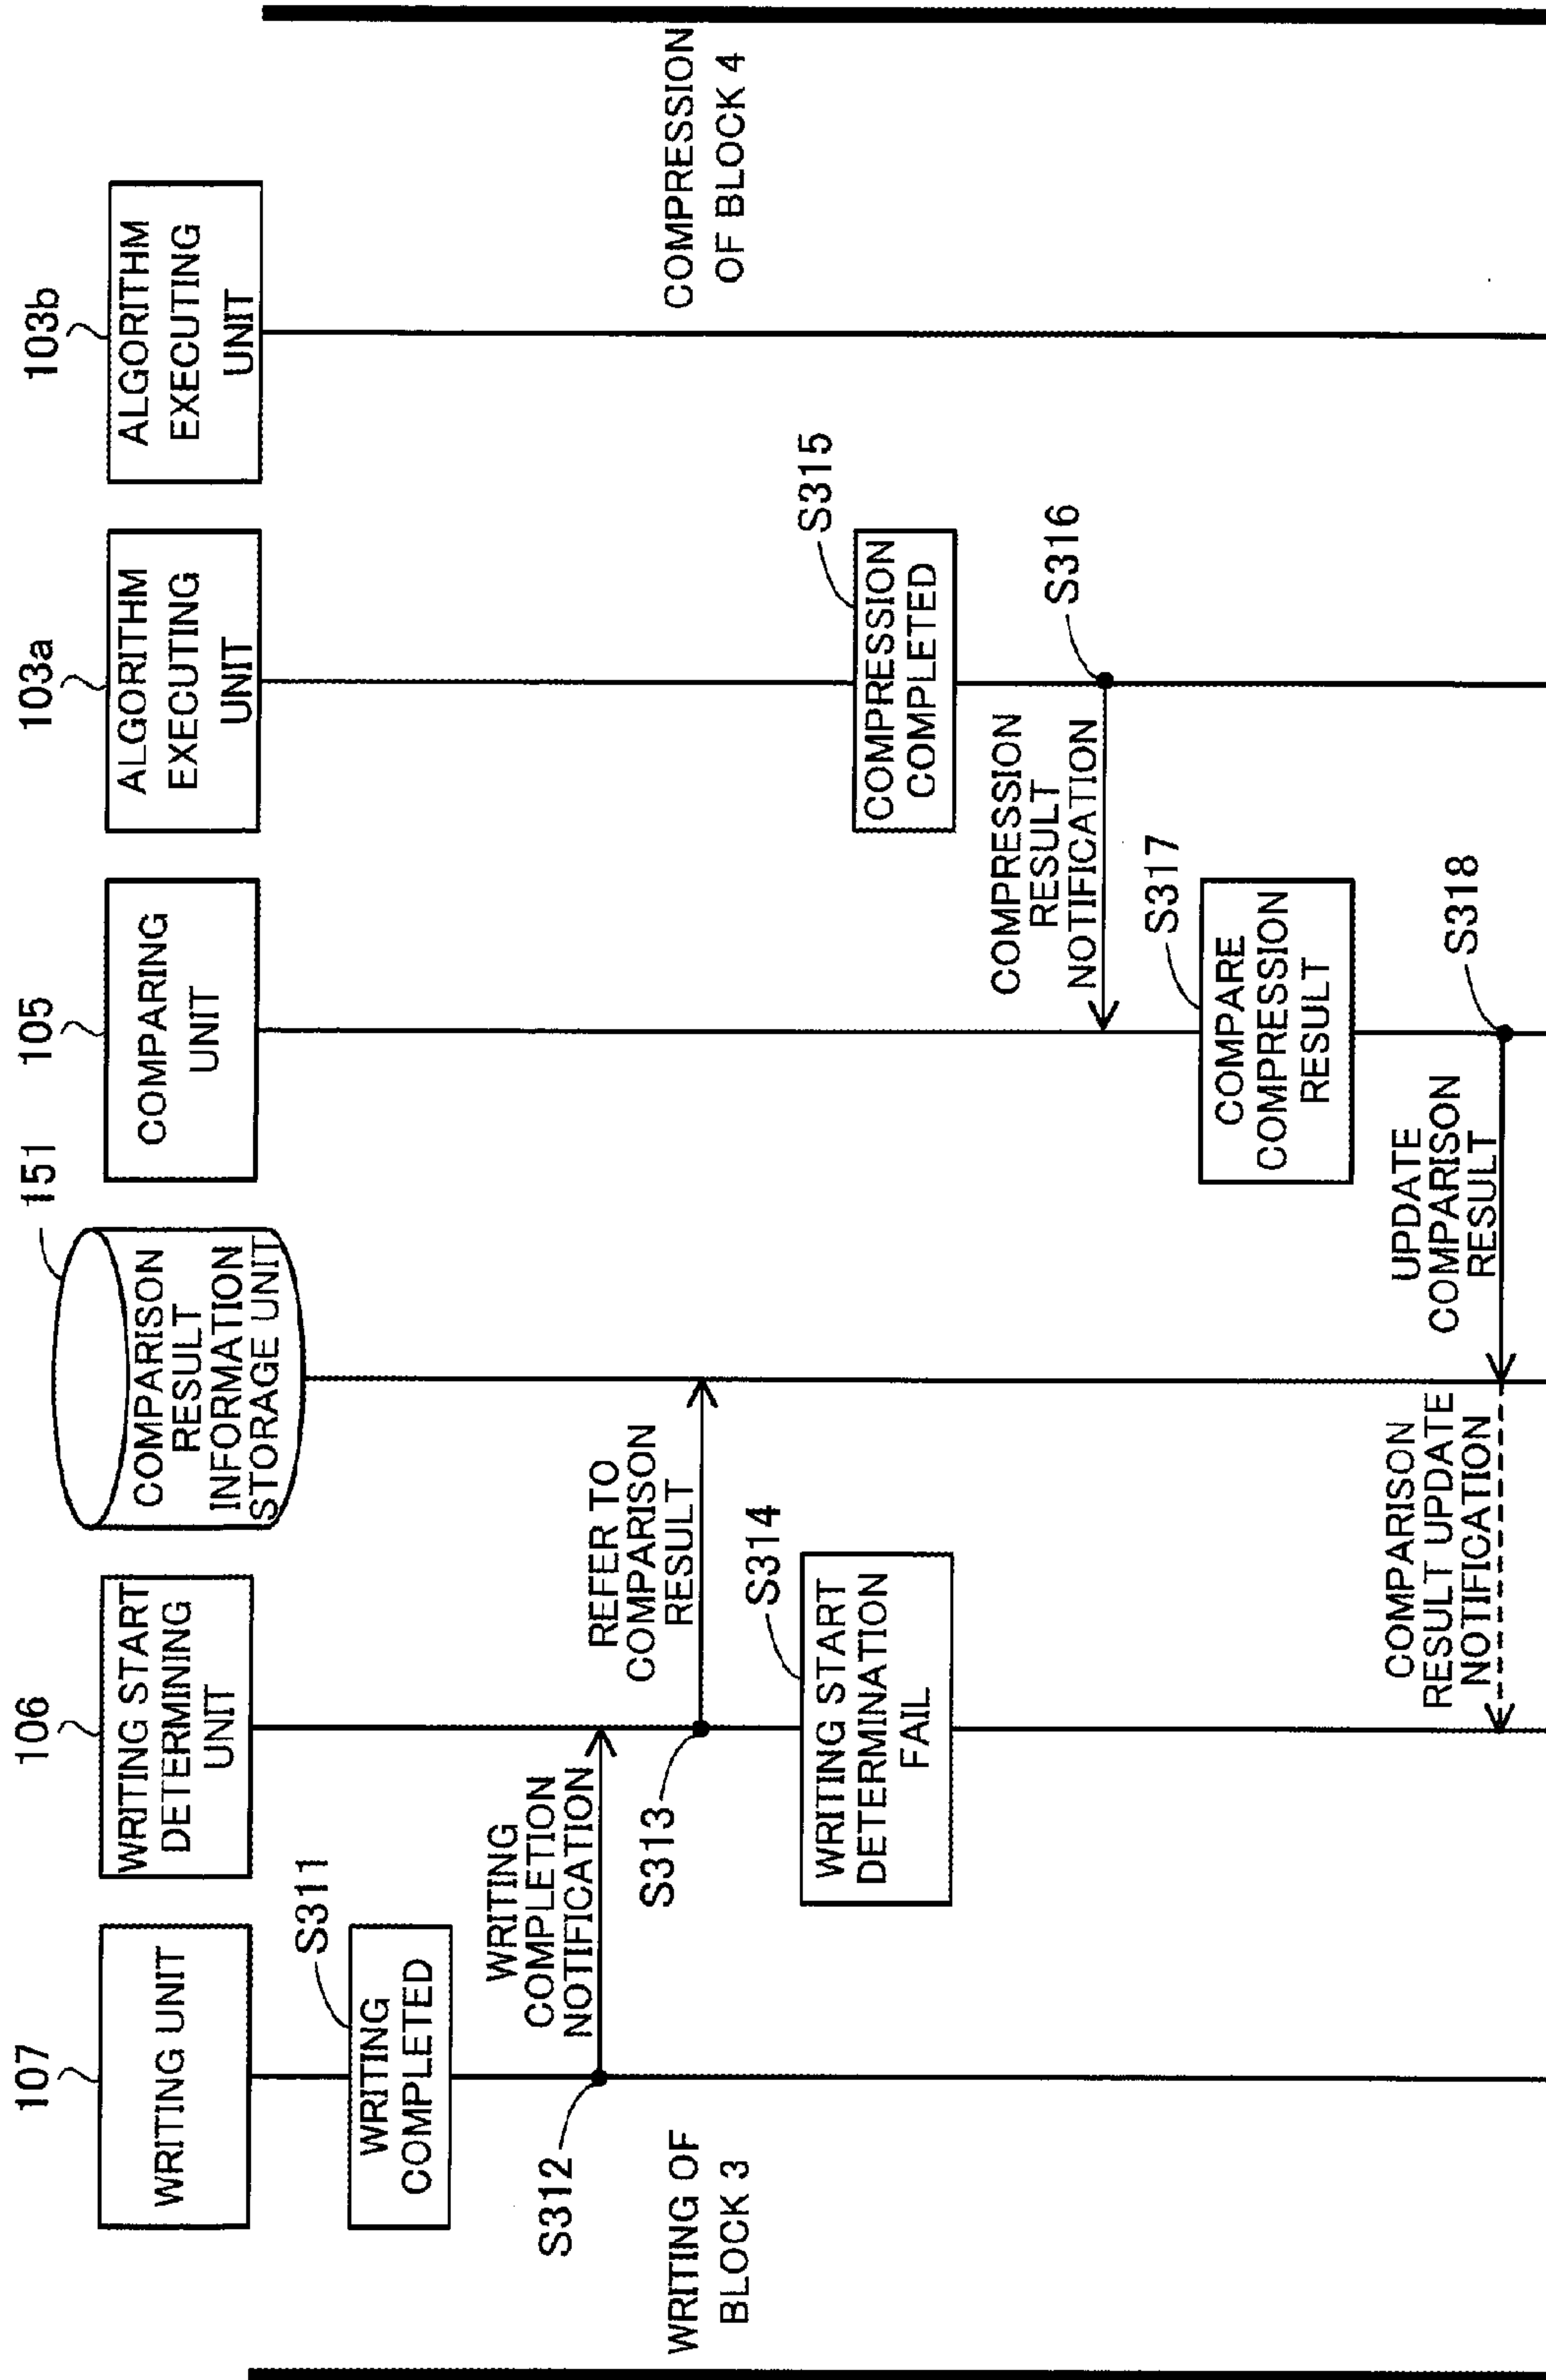 107
WRITING UNIT
106
WRITING START
DETERMINING
UNIT
151
COMPARISON
RESULT
INFORMATION
STORAGE UNIT
105
COMPARING
UNIT
103a
ALGORITHM
EXECUTING
UNIT
103b
ALGORITHM
EXECUTING
UNIT
S311
WRITING
COMPLETED
WRITING
COMPLETION
NOTIFICATION
S312
WRITING OF
BLOCK 3
COMPRESSION
OF BLOCK 4
REFER TO
COMPARISON
RESULT
S313
S314
WRITING START
DETERMINATION
FAIL
S315
COMPRESSION
COMPLETED
S316
COMPRESSION
RESULT
NOTIFICATION
S317
COMPARE
COMPRESSION
RESULT
S318
UPDATE
COMPARISON
RESULT
COMPARISON
RESULT UPDATE
NOTIFICATION